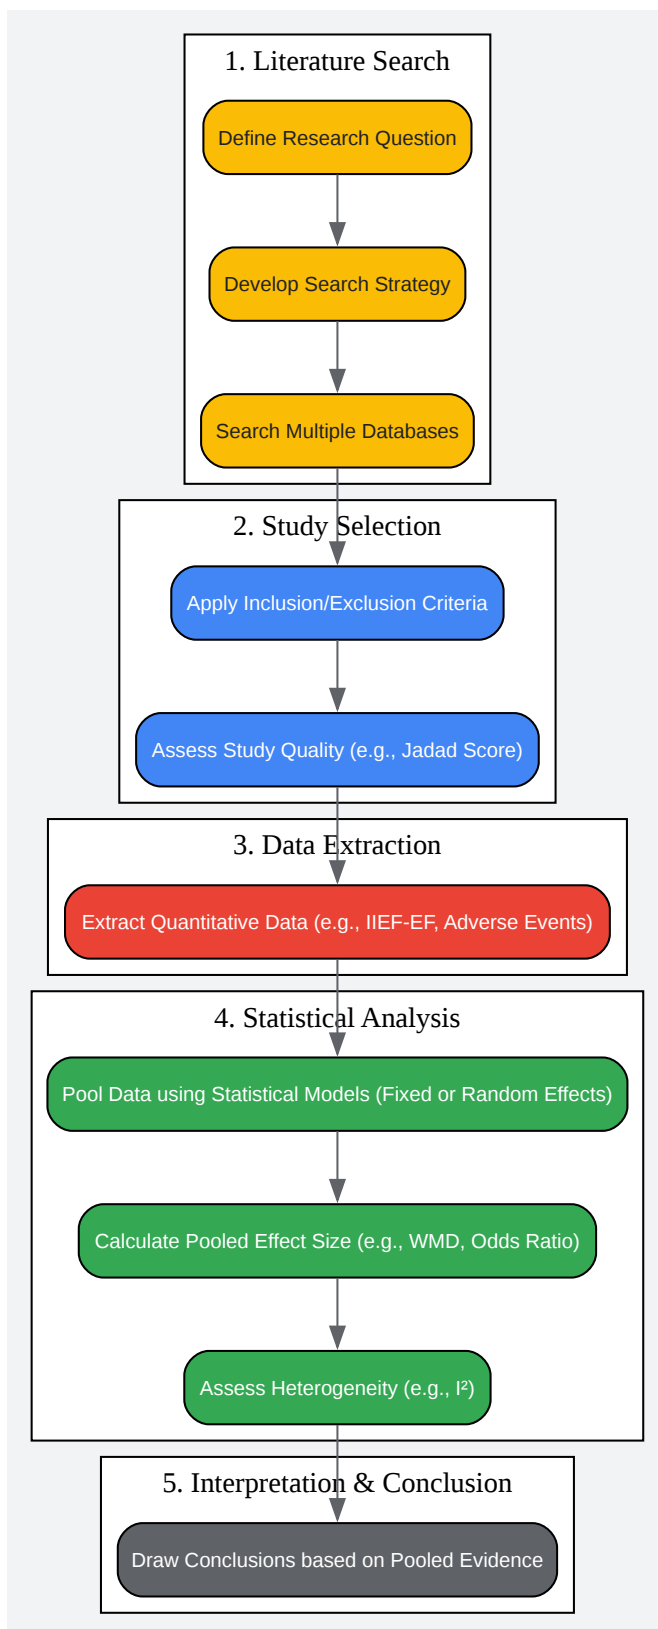 1. Literature Search
Define Research Question
Develop Search Strategy
Search Multiple Databases
2. Study Selection
Apply Inclusion/Exclusion Criteria
Assess Study Quality (e.g., Jadad Score)
3. Data Extraction
Extract Quantitative Data (e.g., IIEF-EF, Adverse Events)
4. Statistical Analysis
Pool Data using Statistical Models (Fixed or Random Effects)
Calculate Pooled Effect Size (e.g., WMD, Odds Ratio)
Assess Heterogeneity (e.g., I²)
5. Interpretation & Conclusion
Draw Conclusions based on Pooled Evidence